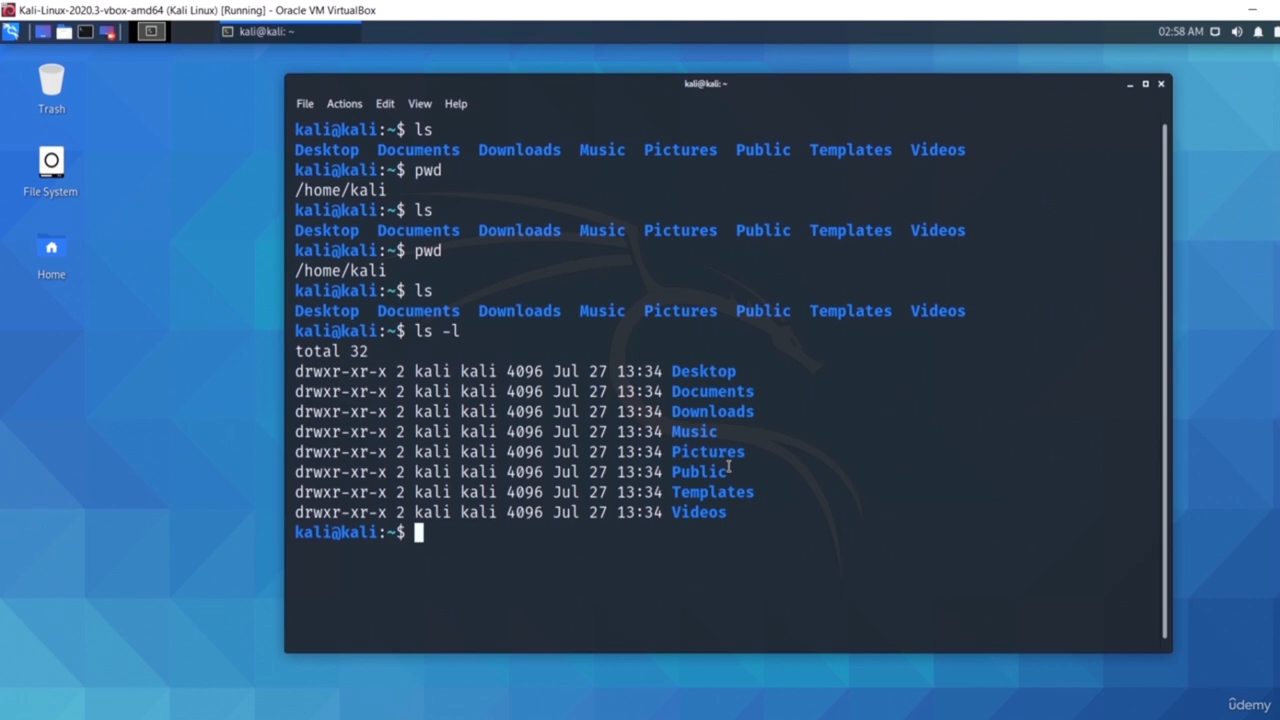 Kali-Linux-2020.3-vbox-amd64 (Kali Linux) [Running] - Oracle VM VirtualBox
kali@kali: ~
02:58 AM
Trash
File System
Home
kali@kali: ~
File Actions Edit View Help
kali@kali:~$ ls
Desktop Documents Downloads Music Pictures Public Templates Videos
kali@kali:~$ pwd
/home/kali
kali@kali:~$ ls
Desktop Documents Downloads Music Pictures Public Templates Videos
kali@kali:~$ pwd
/home/kali
kali@kali:~$ ls
Desktop Documents Downloads Music Pictures Public Templates Videos
kali@kali:~$ ls -l
total 32
drwxr-xr-x 2 kali kali 4096 Jul 27 13:34 Desktop
drwxr-xr-x 2 kali kali 4096 Jul 27 13:34 Documents
drwxr-xr-x 2 kali kali 4096 Jul 27 13:34 Downloads
drwxr-xr-x 2 kali kali 4096 Jul 27 13:34 Music
drwxr-xr-x 2 kali kali 4096 Jul 27 13:34 Pictures
drwxr-xr-x 2 kali kali 4096 Jul 27 13:34 Public
drwxr-xr-x 2 kali kali 4096 Jul 27 13:34 Templates
drwxr-xr-x 2 kali kali 4096 Jul 27 13:34 Videos
kali@kali:~$
ûdemy